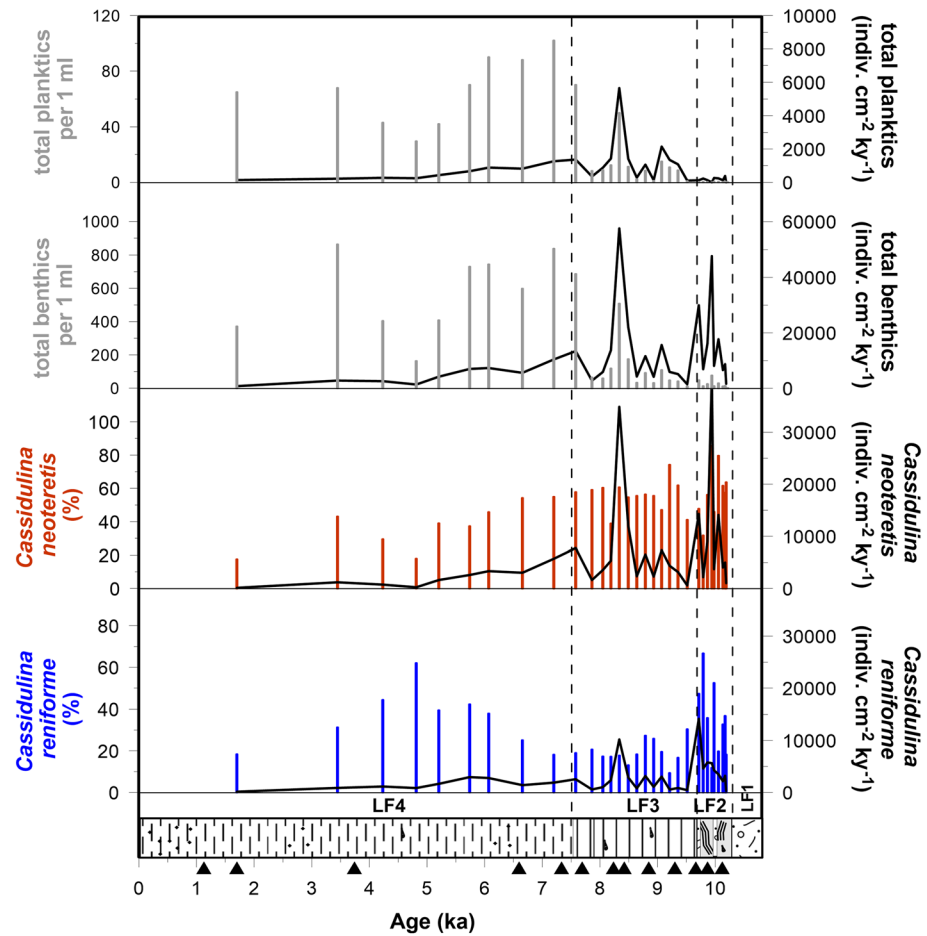 120
80
40
0
total planktics
per 1 ml
10000
8000
6000
4000
2000
0
total planktics
(indiv. cm-2 ky-1)
1000
800
600
400
200
0
total benthics
per 1 ml
60000
40000
20000
0
total benthics
(indiv. cm-2 ky-1)
100
80
60
40
20
0
Cassidulina
neoteretis
(%)
30000
20000
10000
0
Cassidulina
neoteretis
(indiv. cm-2 ky-1)
80
60
40
20
0
Cassidulina
reniforme
(%)
30000
20000
10000
0
Cassidulina
reniforme
(indiv. cm-2 ky-1)
LF4
LF3
LF2
LF1
0 1 2 3 4 5 6 7 8 9 10
Age (ka)